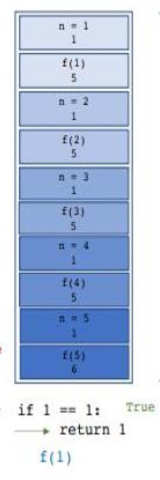 n = 1
1
f(1)
5
n = 2
1
f(2)
5
n = 3
1
f(3)
5
n = 4
1
f(4)
5
n = 5
1
f(5)
6
if 1 == 1: True
return 1
f(1)